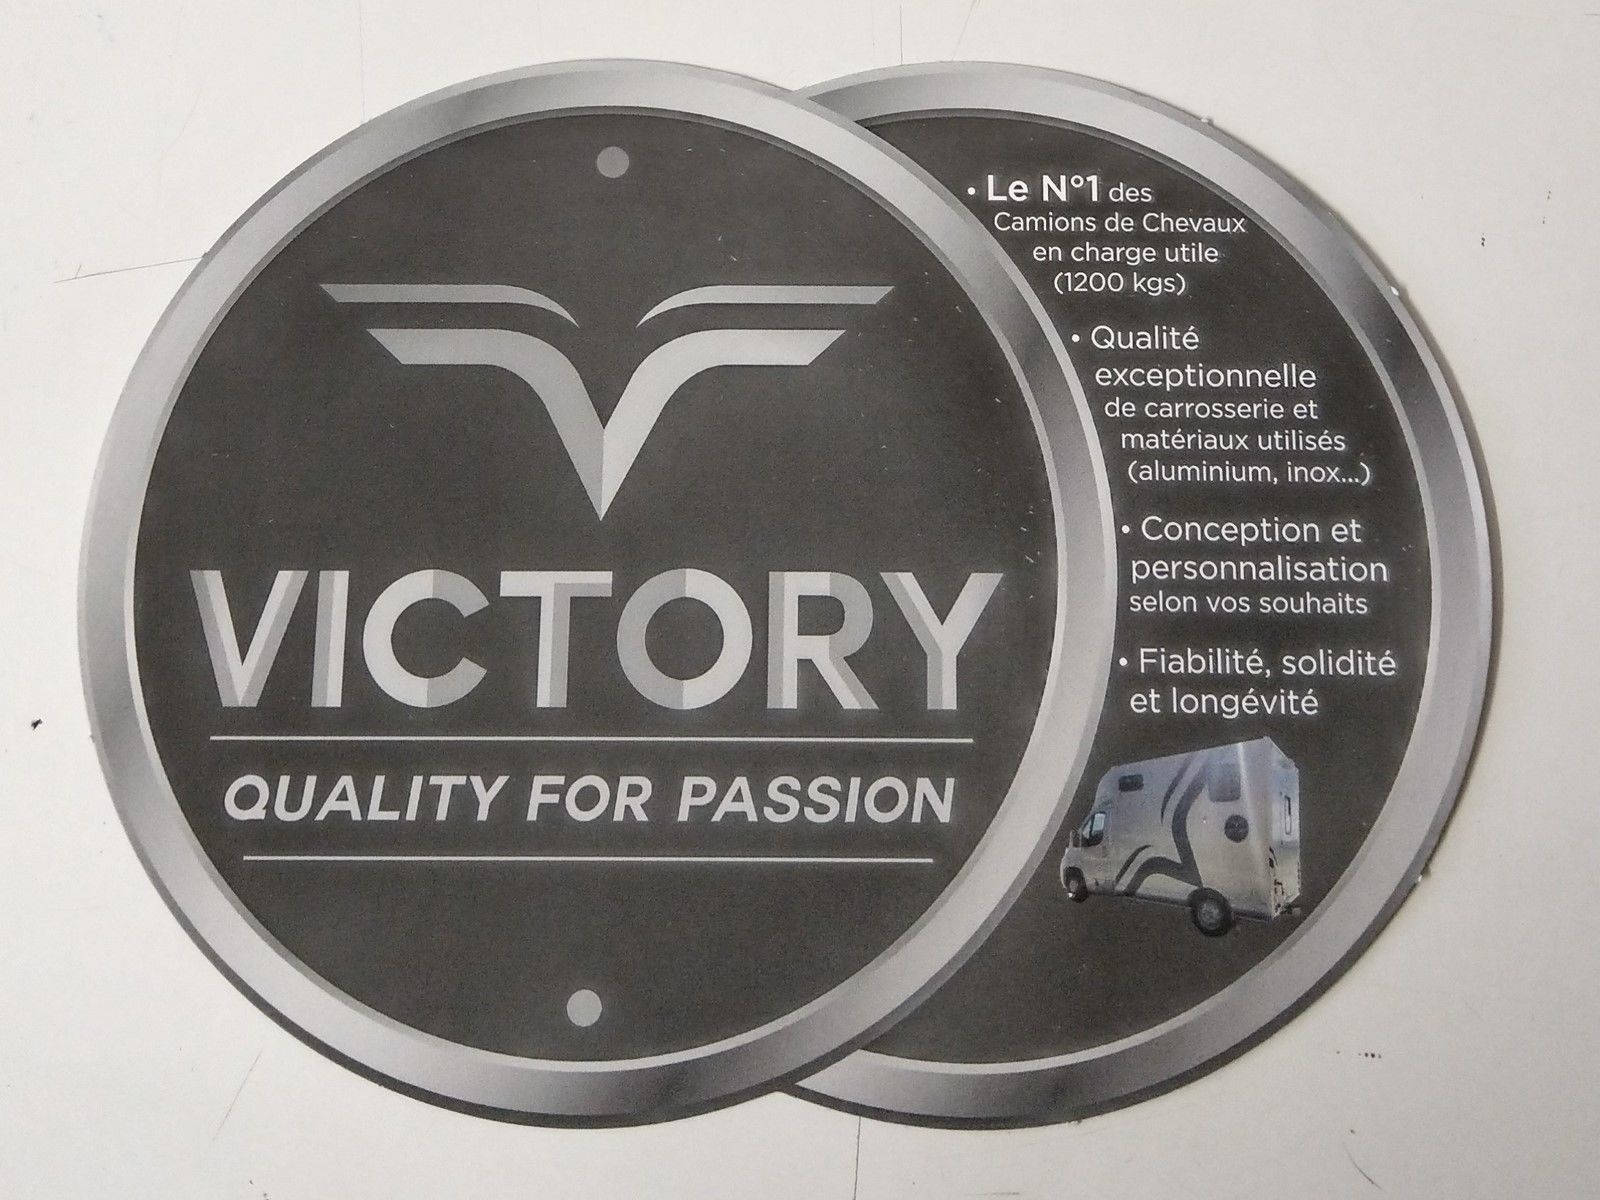 VICTORY
QUALITY FOR PASSION
• Le N°1 des
Camions de Chevaux
en charge utile
(1200 kgs)
• Qualité
exceptionnelle
de carrosserie et
matériaux utilisés
(aluminium, inox...)
• Conception et
personnalisation
selon vos souhaits
• Fiabilité, solidité
et longévité